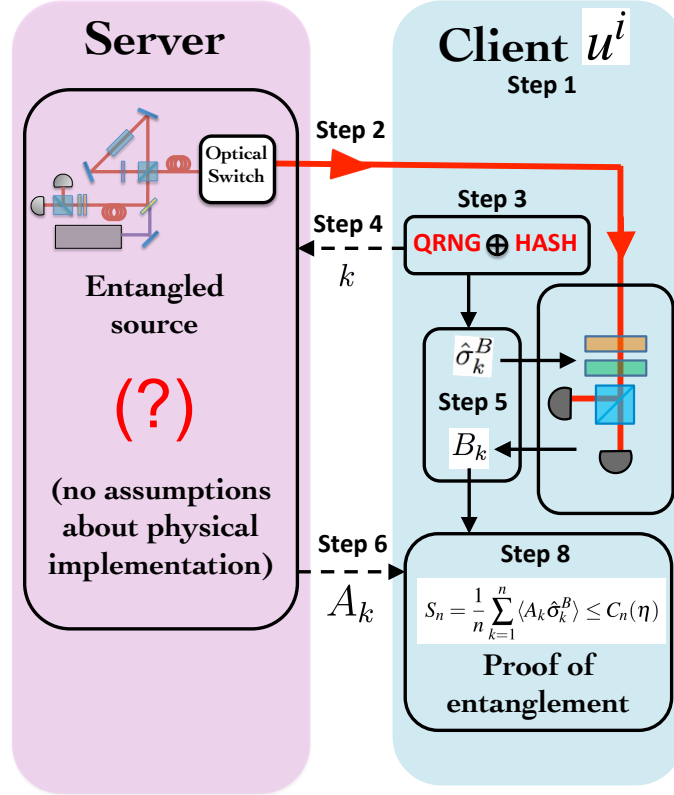 Server
Client u^i
Step 1
Step 2
Optical
Switch
Step 3
QRNG ⊕ HASH
Step 4
k
Entangled
source
(?)
(no assumptions
about physical
implementation)
σ̂_k^B
Step 5
B_k
Step 6
A_k
Step 8
S_n = \frac{1}{n} \sum_{k=1}^{n} ⟨A_k σ̂_k^B⟩ ≤ C_n(η)
Proof of
entanglement